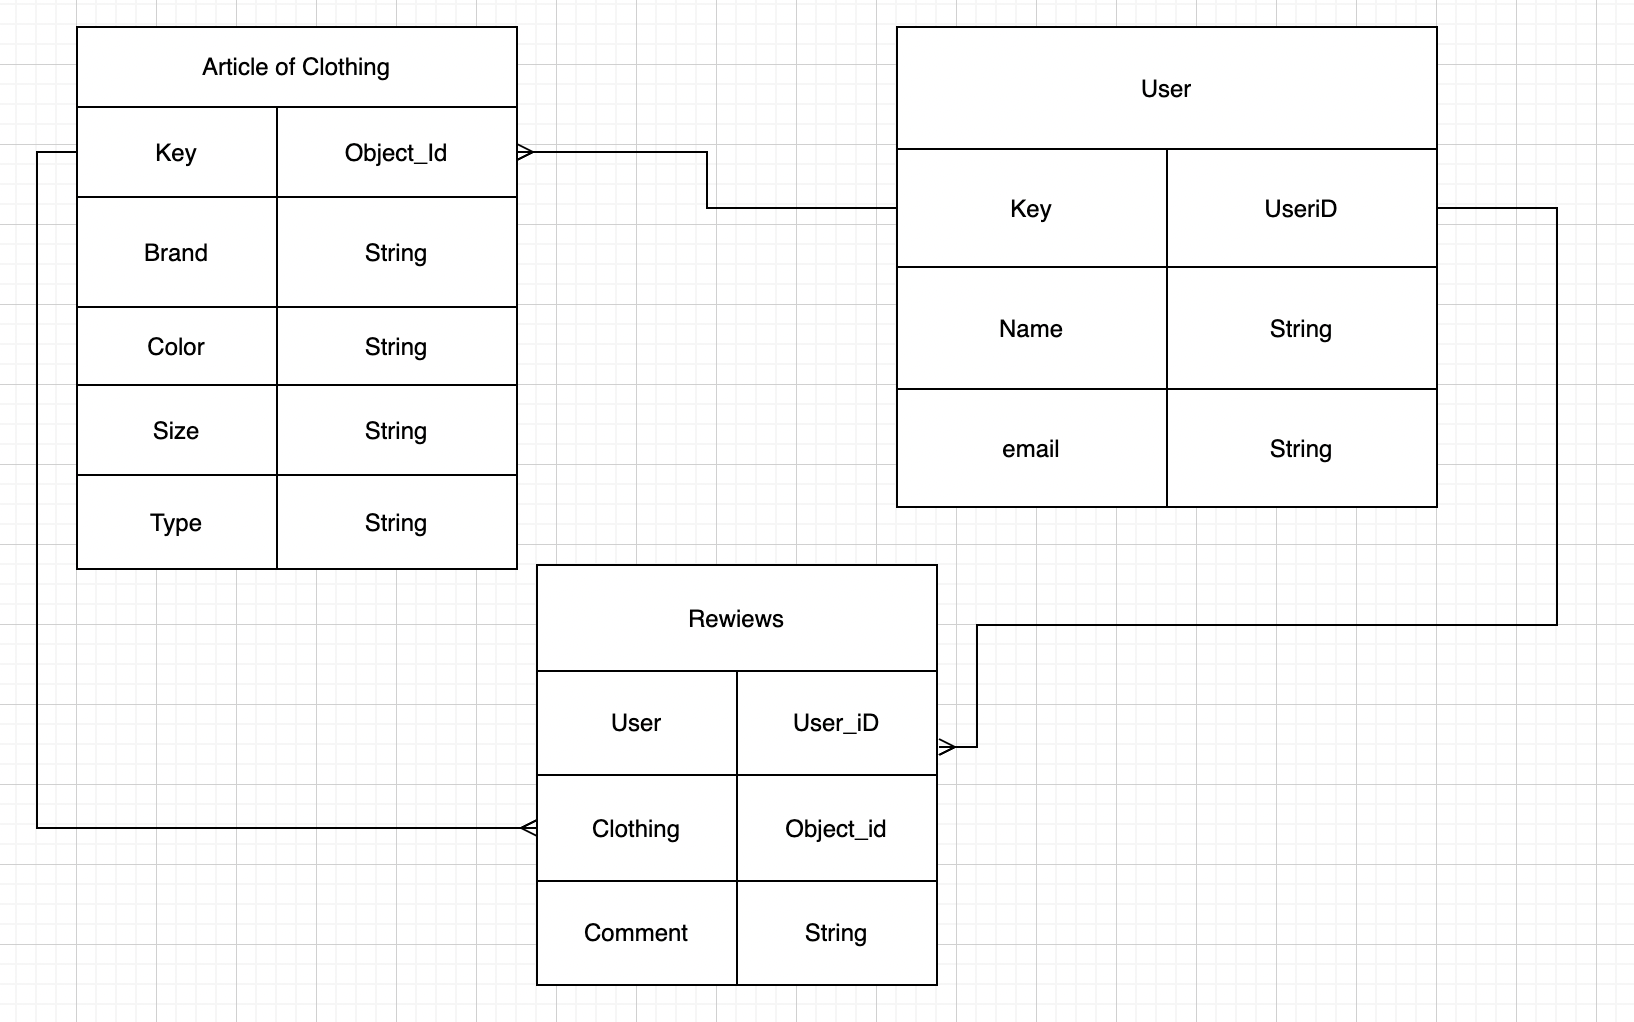 Article of Clothing
Key Object_Id
Brand String
Color String
Size String
Type String
User
Key UseriD
Name String
email String
Rewiews
User User_iD
Clothing Object_id
Comment String